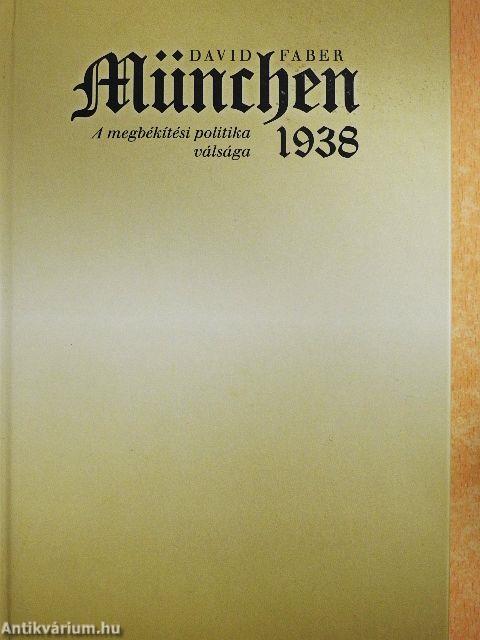 ◆ DAVID FABER
München
A megbékítési politika
válsága
1938
Antikvárium.hu